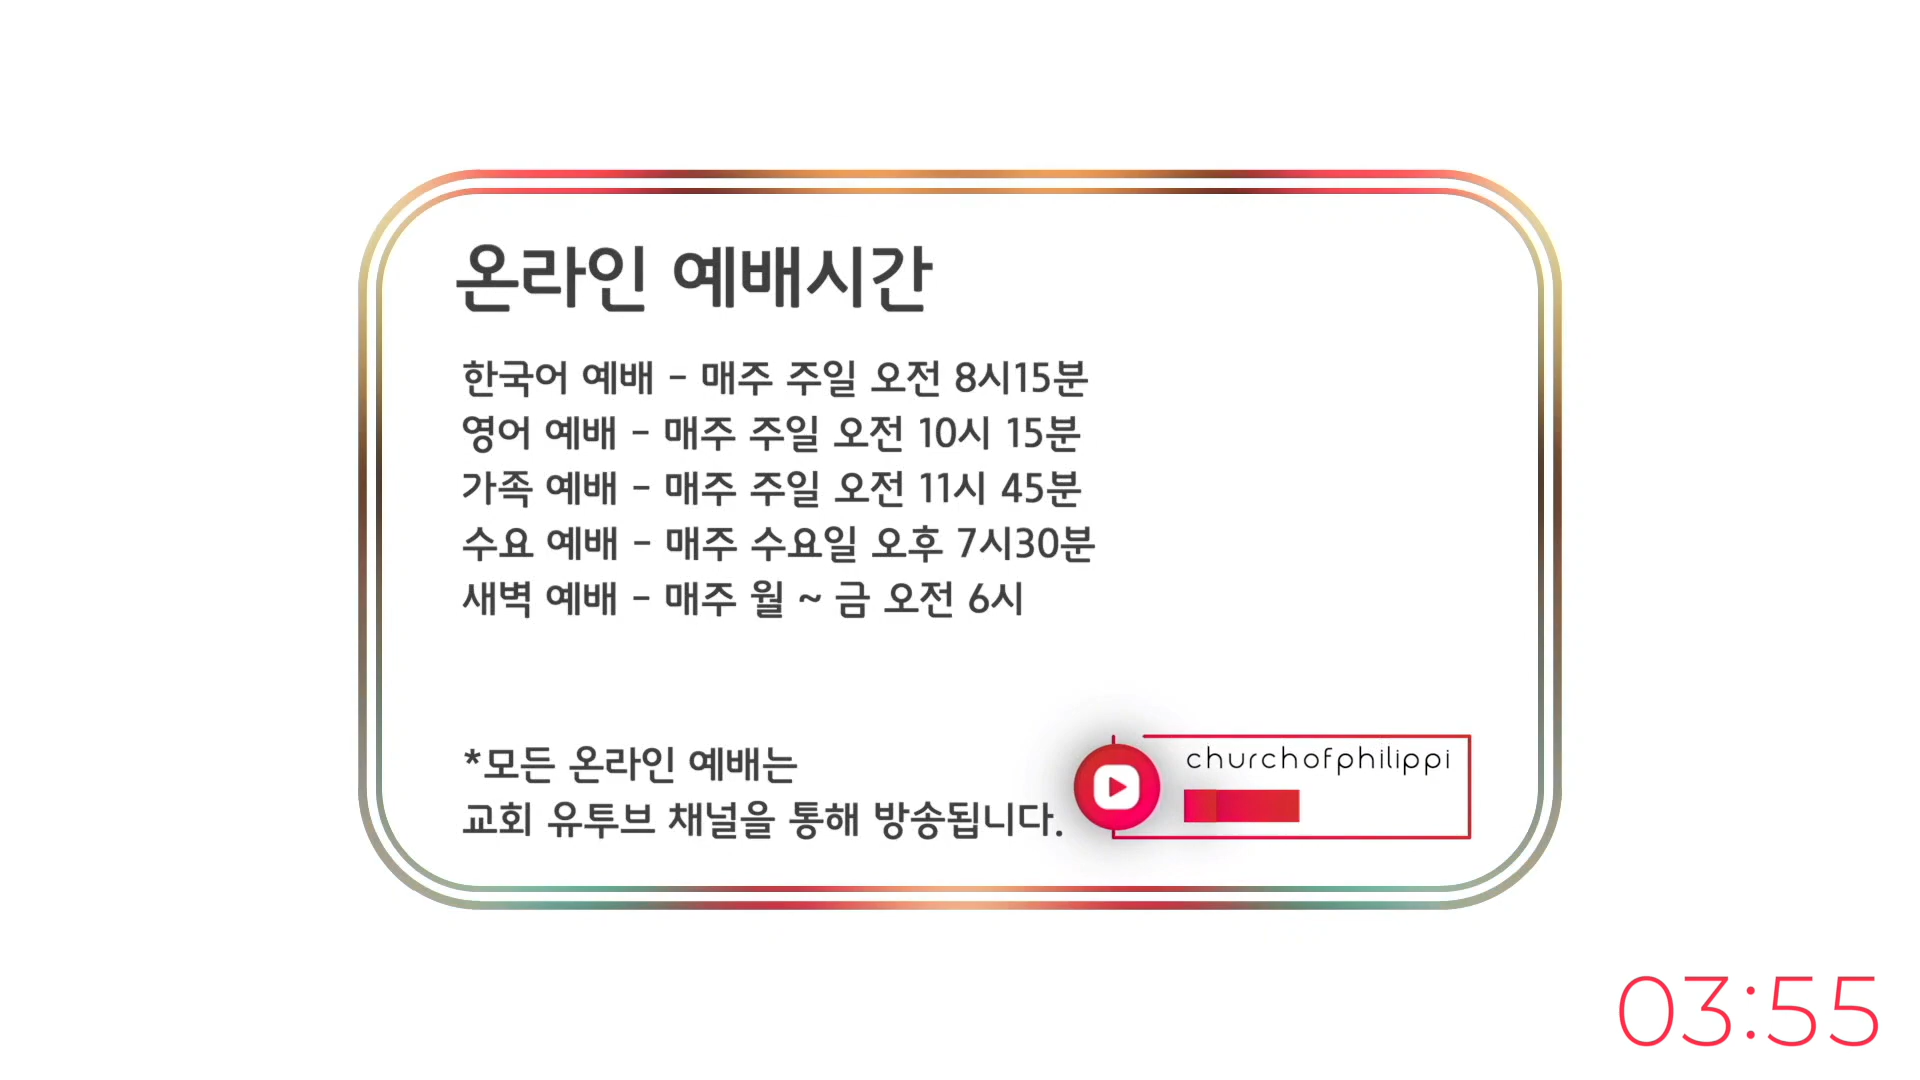 온라인 예배시간
한국어 예배 - 매주 주일 오전 8시15분
영어 예배 - 매주 주일 오전 10시 15분
가족 예배 - 매주 주일 오전 11시 45분
수요 예배 - 매주 수요일 오후 7시30분
새벽 예배 - 매주 월 ~ 금 오전 6시
*모든 온라인 예배는
교회 유투브 채널을 통해 방송됩니다.
churchofphilippi
03:55